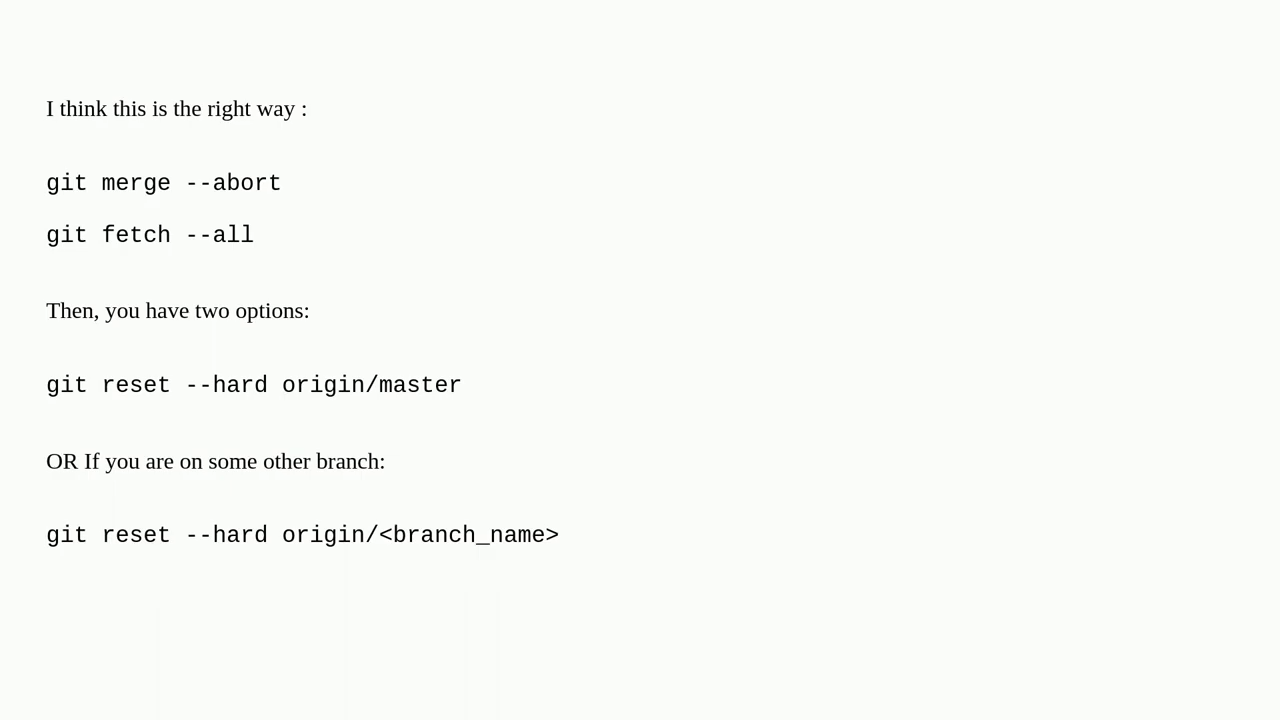 I think this is the right way :
git merge --abort
git fetch --all
Then, you have two options:
git reset --hard origin/master
OR If you are on some other branch:
git reset --hard origin/<branch_name>